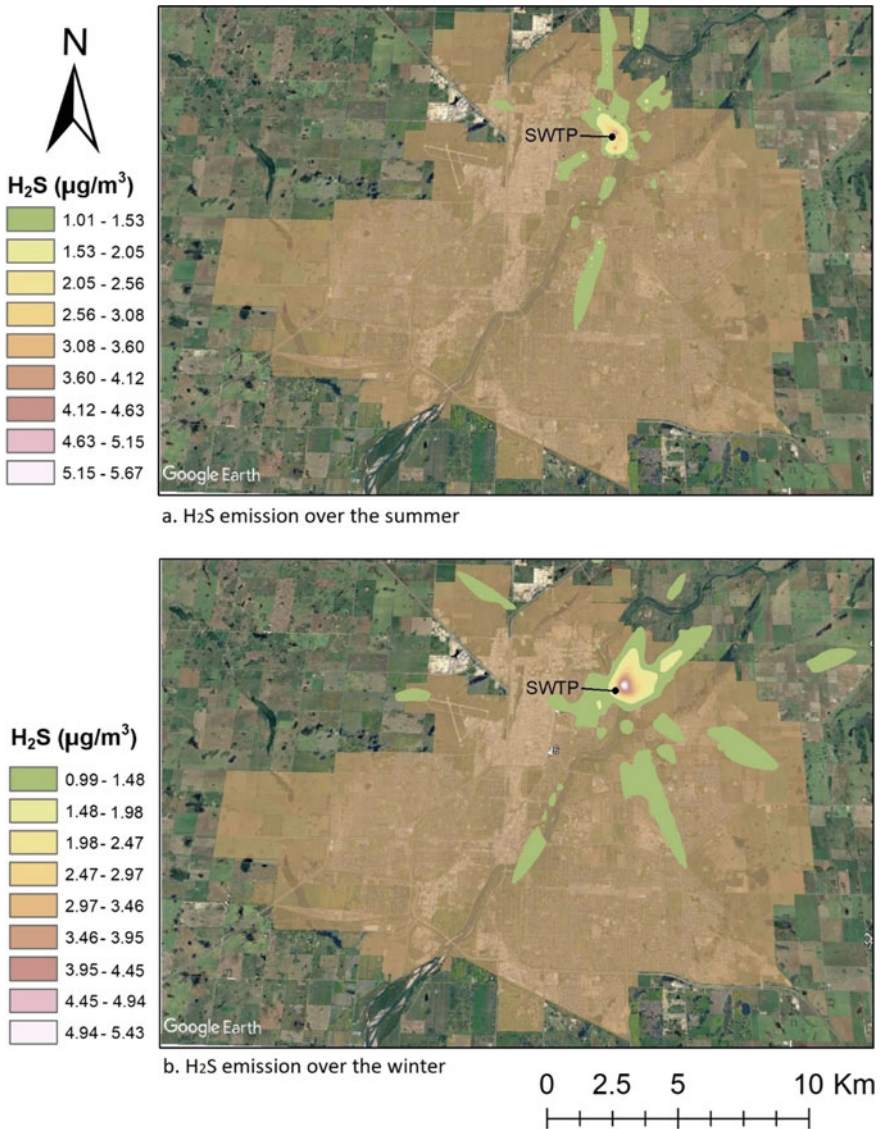 N
H₂S (µg/m³)
1.01 - 1.53
1.53 - 2.05
2.05 - 2.56
2.56 - 3.08
3.08 - 3.60
3.60 - 4.12
4.12 - 4.63
4.63 - 5.15
5.15 - 5.67
SWTP
Google Earth
a. H₂S emission over the summer
H₂S (µg/m³)
0.99 - 1.48
1.48 - 1.98
1.98 - 2.47
2.47 - 2.97
2.97 - 3.46
3.46 - 3.95
3.95 - 4.45
4.45 - 4.94
4.94 - 5.43
SWTP
Google Earth
b. H₂S emission over the winter
0 2.5 5 10 Km